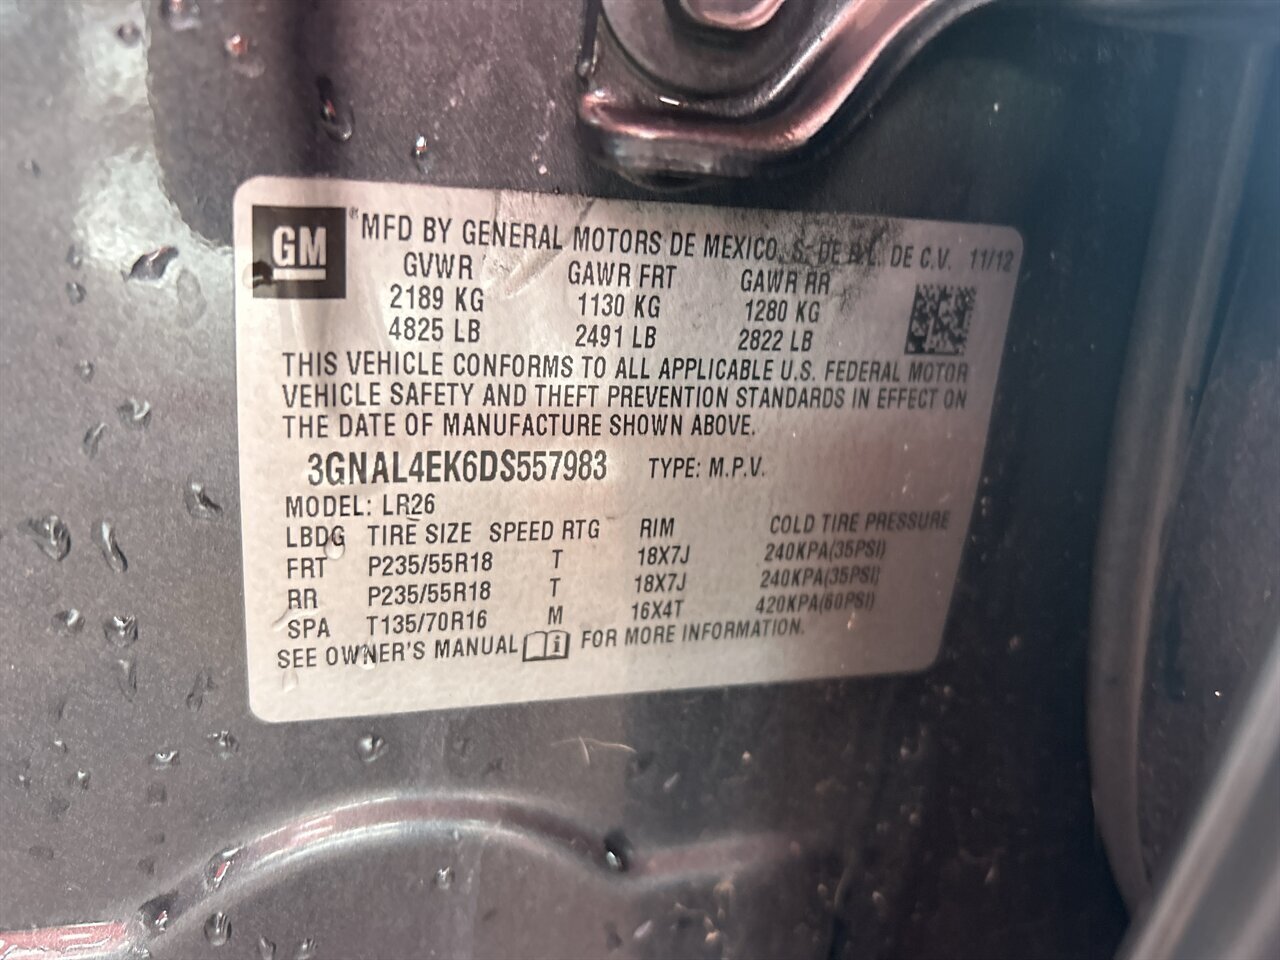 GM ® MFD BY GENERAL MOTORS DE MEXICO, S. DE R.L. DE C.V. 11/12
GVWR GAWR FRT GAWR RR
2189 KG 1130 KG 1280 KG
4825 LB 2491 LB 2822 LB
THIS VEHICLE CONFORMS TO ALL APPLICABLE U.S. FEDERAL MOTOR
VEHICLE SAFETY AND THEFT PREVENTION STANDARDS IN EFFECT ON
THE DATE OF MANUFACTURE SHOWN ABOVE.
3GNAL4EK6DS557983 TYPE: M.P.V.
MODEL: LR26
LBDG TIRE SIZE SPEED RTG RIM COLD TIRE PRESSURE
FRT P235/55R18 T 18X7J 240KPA(35PSI)
RR P235/55R18 T 18X7J 240KPA(35PSI)
SPA T135/70R16 M 16X4T 420KPA(60PSI)
SEE OWNER'S MANUAL i FOR MORE INFORMATION.